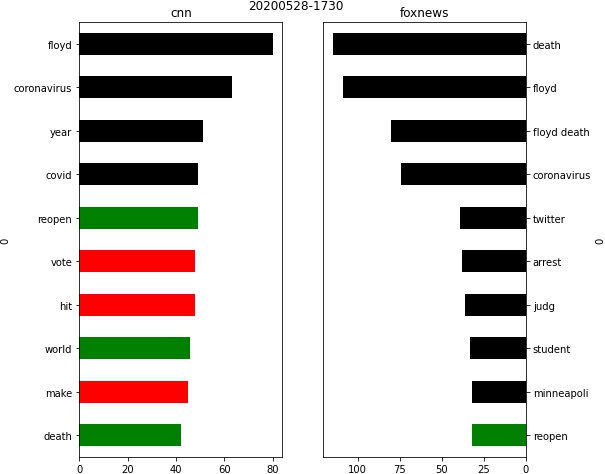 20200528-1730
cnn
floyd
coronavirus
year
covid
reopen
vote
hit
world
make
death
0
0 20 40 60 80
foxnews
death
floyd
floyd death
coronavirus
twitter
arrest
judg
student
minneapoli
reopen
0
100 75 50 25 0